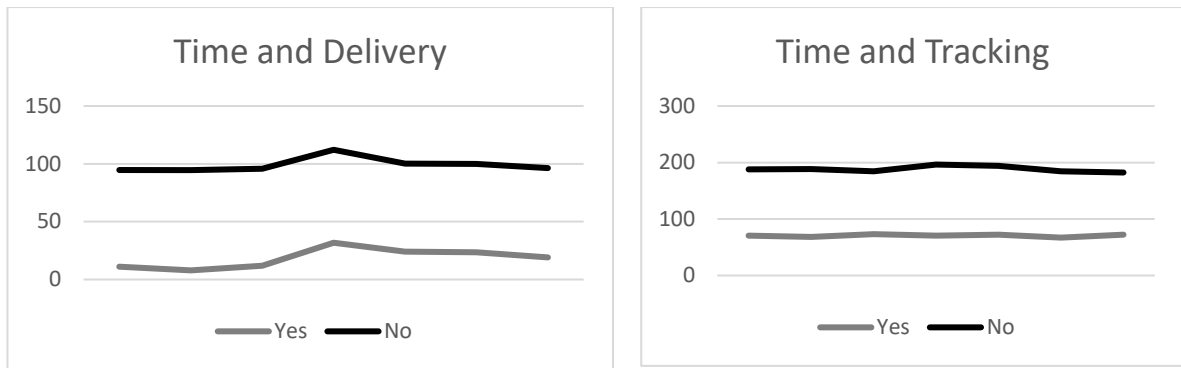 Time and Delivery
150
100
50
0
Yes No
Time and Tracking
300
200
100
0
Yes No